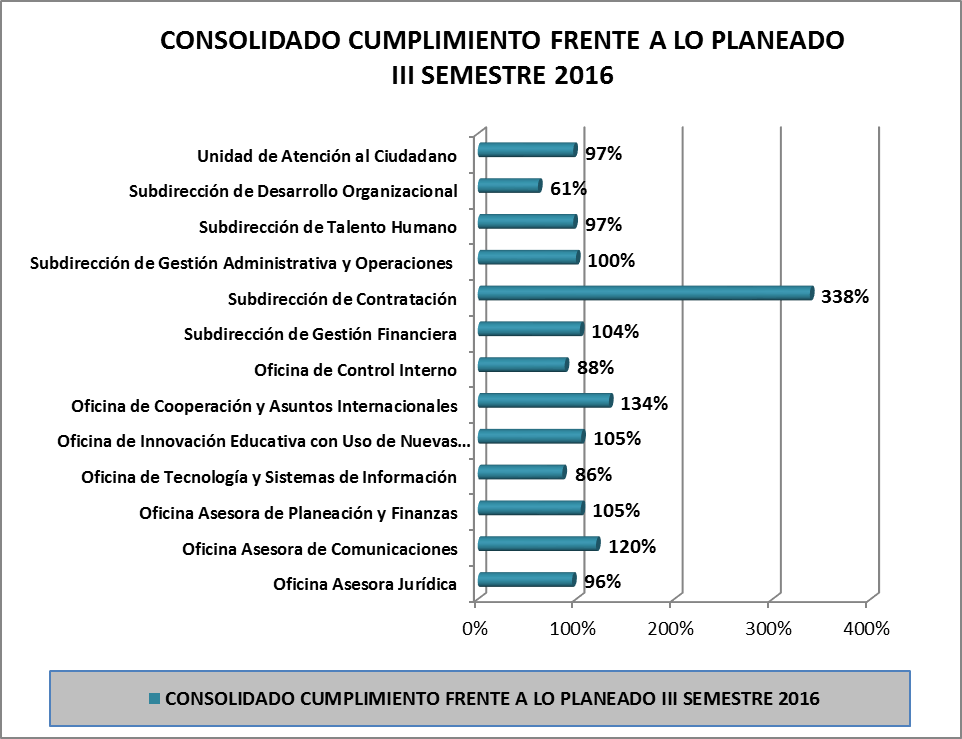 CONSOLIDADO CUMPLIMIENTO FRENTE A LO PLANEADO
III SEMESTRE 2016
Unidad de Atención al Ciudadano 97%
Subdirección de Desarrollo Organizacional 61%
Subdirección de Talento Humano 97%
Subdirección de Gestión Administrativa y Operaciones 100%
Subdirección de Contratación 338%
Subdirección de Gestión Financiera 104%
Oficina de Control Interno 88%
Oficina de Cooperación y Asuntos Internacionales 134%
Oficina de Innovación Educativa con Uso de Nuevas... 105%
Oficina de Tecnología y Sistemas de Información 86%
Oficina Asesora de Planeación y Finanzas 105%
Oficina Asesora de Comunicaciones 120%
Oficina Asesora Jurídica 96%
0% 100% 200% 300% 400%
CONSOLIDADO CUMPLIMIENTO FRENTE A LO PLANEADO III SEMESTRE 2016